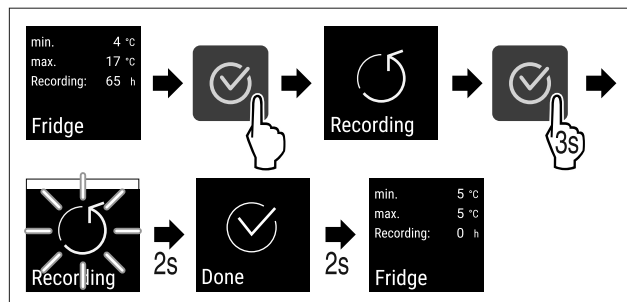 min. 4 °C
max. 17 °C
Recording: 65 h
Fridge
Recording
3s
Recording
2s
Done
2s
min. 5 °C
max. 5 °C
Recording: 0 h
Fridge